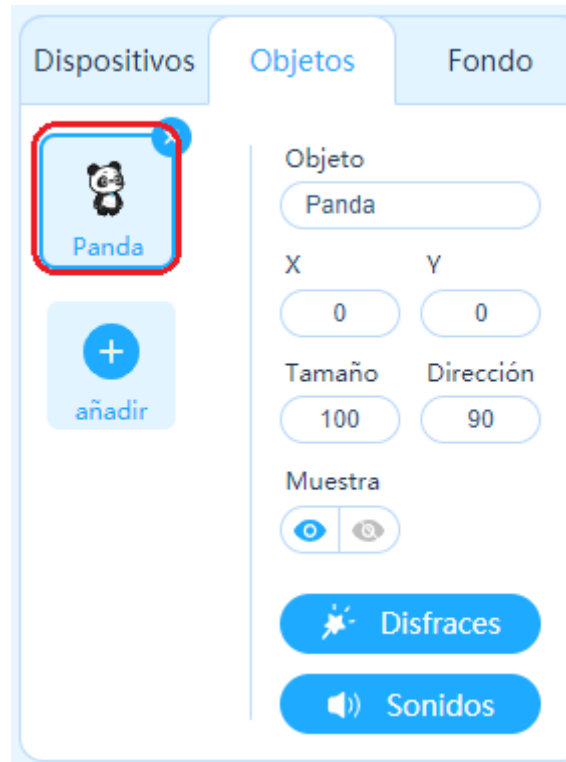 Dispositivos Objetos Fondo
Panda
añadir
Objeto
Panda
X Y
0 0
Tamaño Dirección
100 90
Muestra
Disfraces
Sonidos